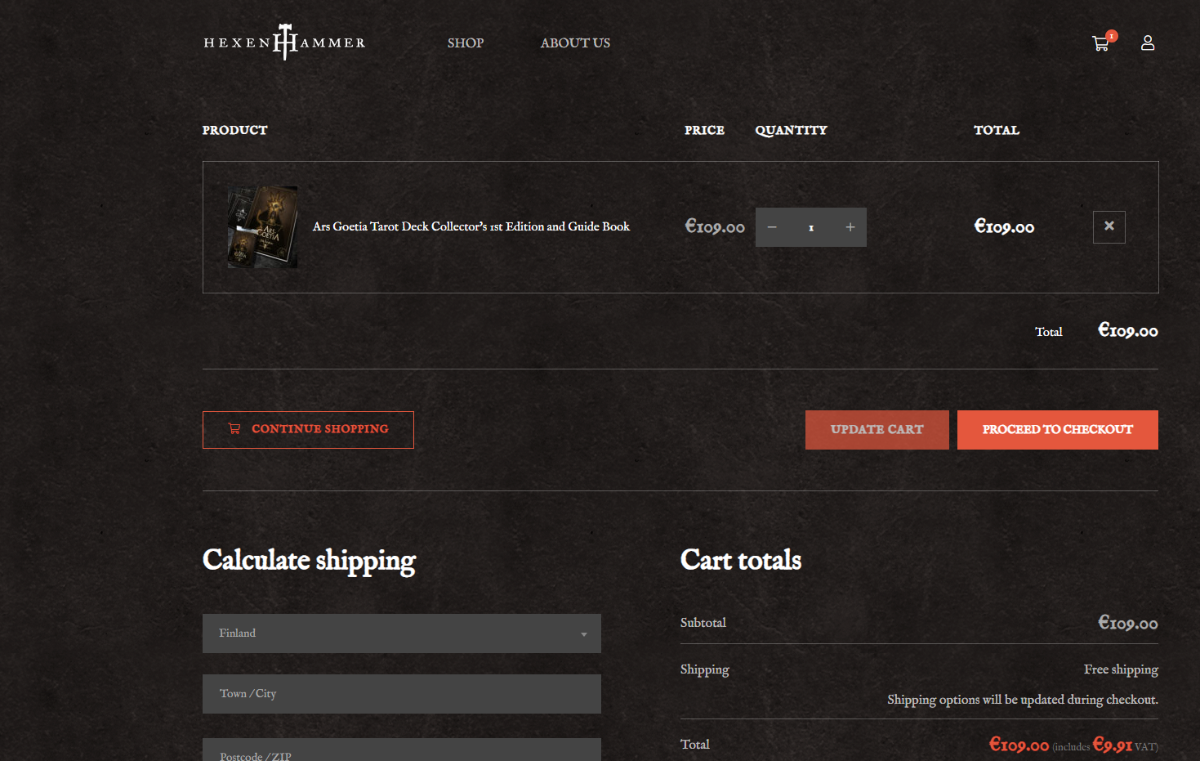 HEXEN HAMMER
SHOP
ABOUT US
1
PRODUCT
PRICE
QUANTITY
TOTAL
ARS GOETIA
Ars Goetia Tarot Deck Collector's 1st Edition and Guide Book
€109.00
− 1 +
€109.00
×
Total €109.00
CONTINUE SHOPPING
UPDATE CART
PROCEED TO CHECKOUT
Calculate shipping
Finland
Town /City
Postcode /ZIP
Cart totals
Subtotal €109.00
Shipping Free shipping
Shipping options will be updated during checkout.
Total €109.00 (includes €9.91 VAT)